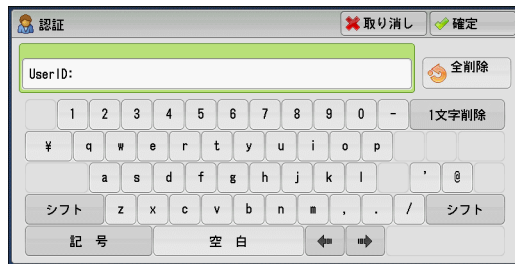 認証 取り消し 確定
UserID: 全削除
1 2 3 4 5 6 7 8 9 0 - 1文字削除
¥ q w e r t y u i o p
a s d f g h j k l ' @
シフト z x c v b n m , . / シフト
記号 空白